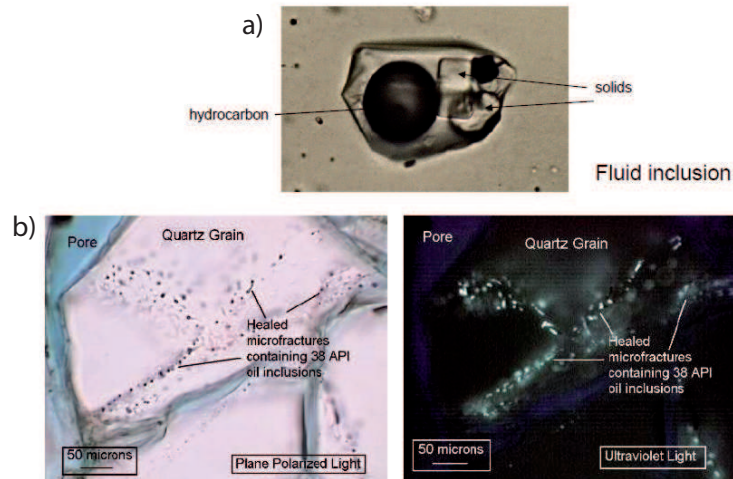 a)
hydrocarbon
solids
Fluid inclusion
b)
Pore
Quartz Grain
Healed
microfractures
containing 38 API
oil inclusions
50 microns
Plane Polarized Light
Pore
Quartz Grain
Healed
microfractures
containing 38 API
oil inclusions
50 microns
Ultraviolet Light